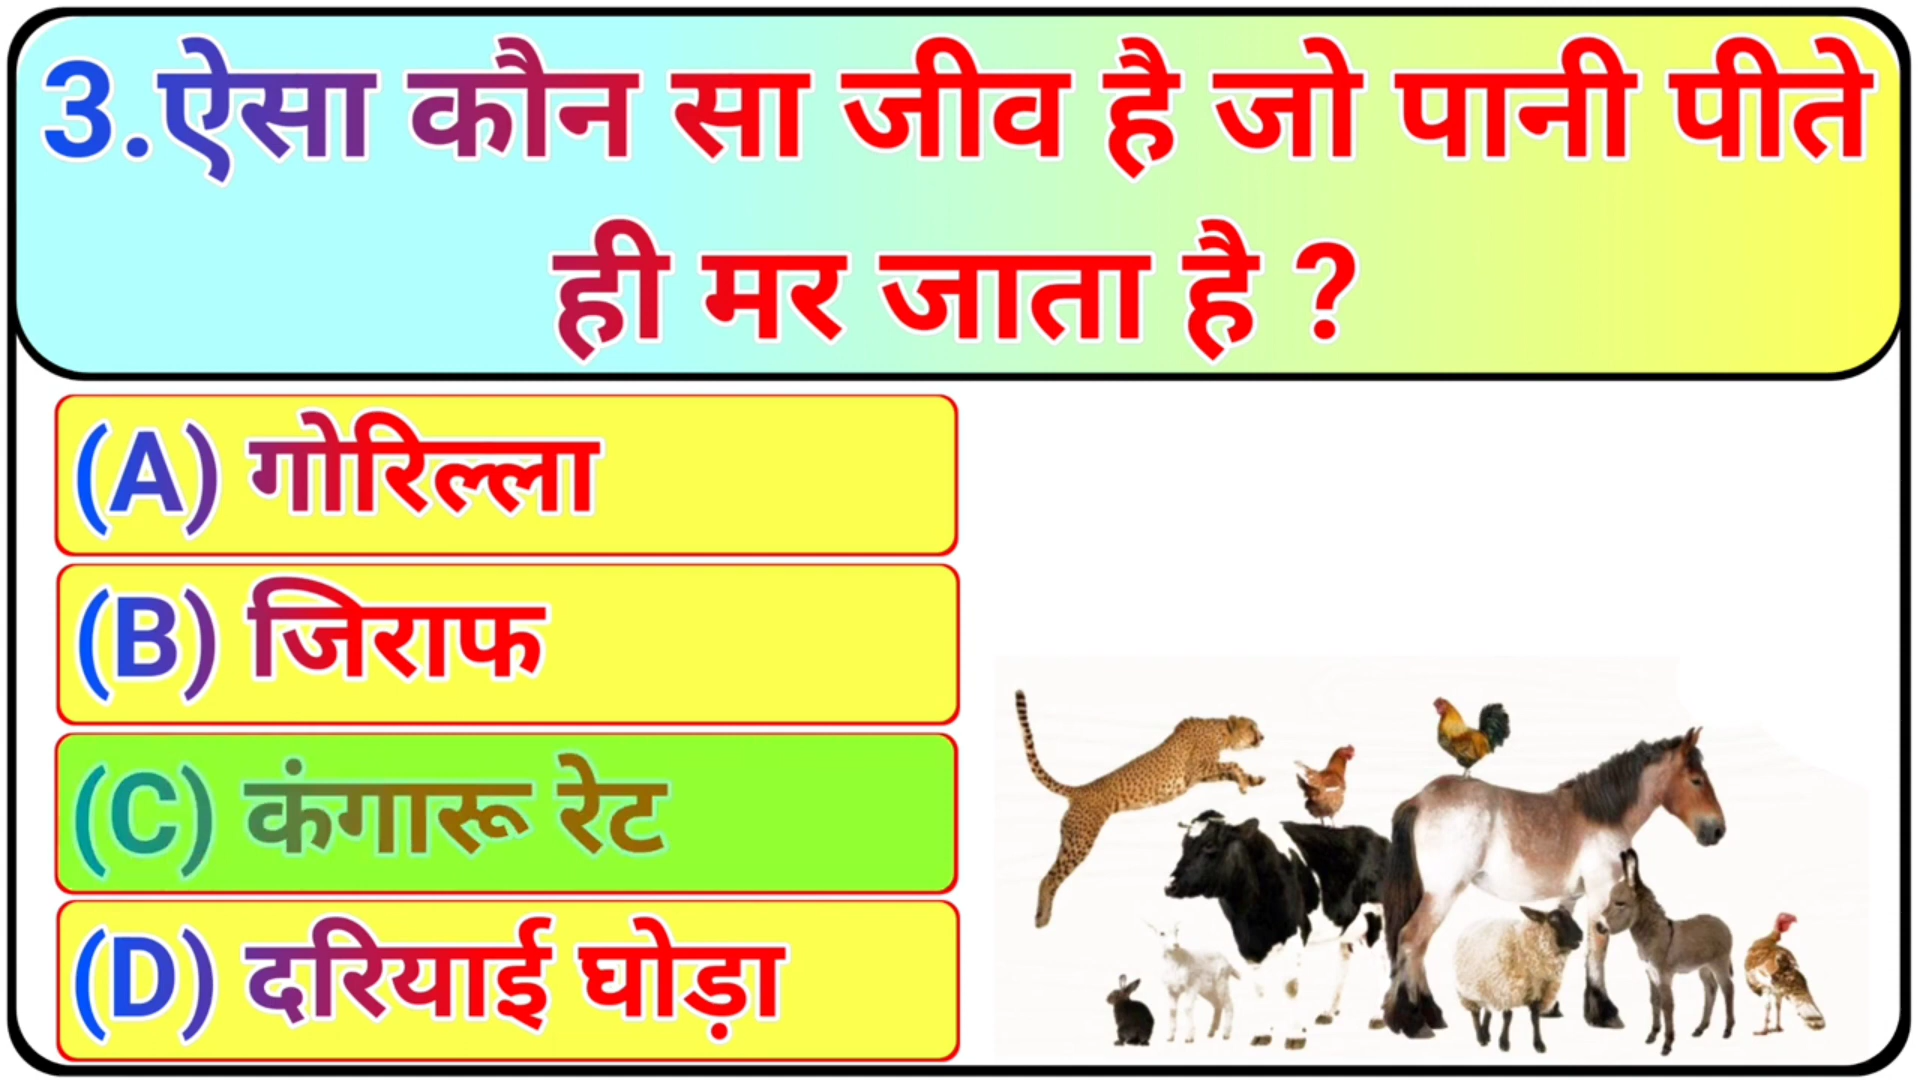 3.ऐसा कौन सा जीव है जो पानी पीते
ही मर जाता है ?
(A) गोरिल्ला
(B) जिराफ
(C) कंगारू रेट
(D) दरियाई घोड़ा